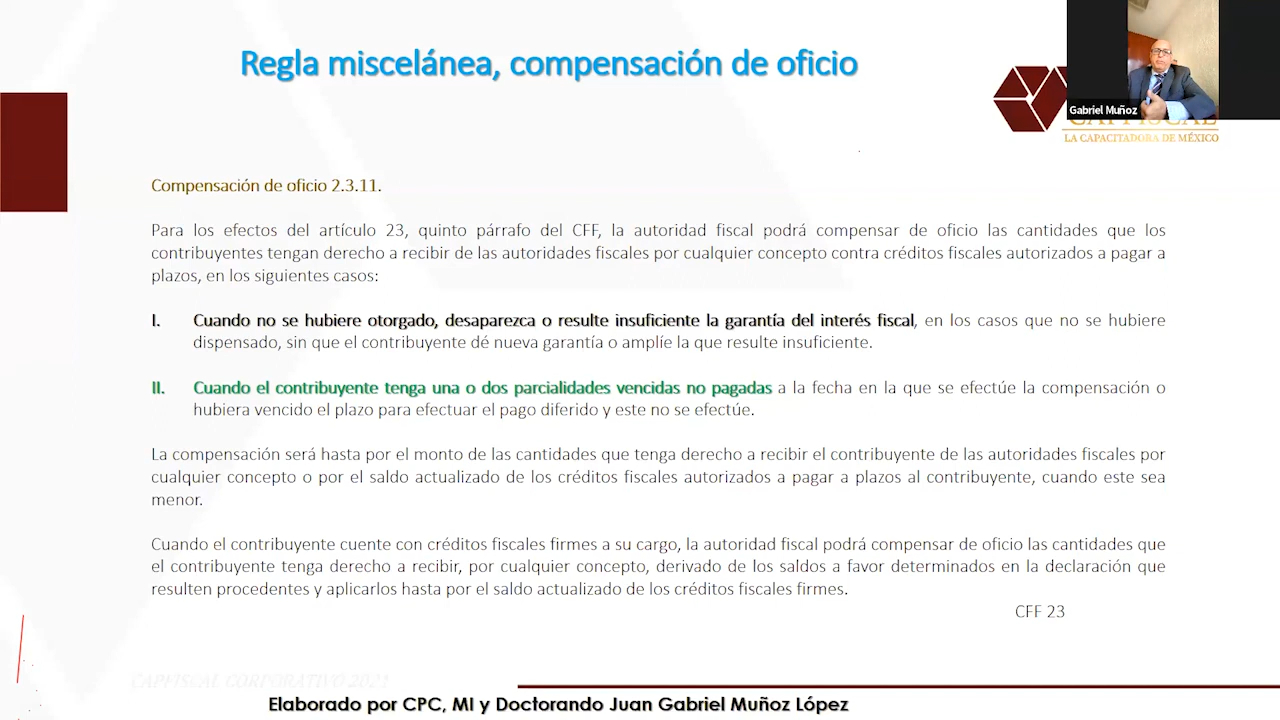 Regla miscelánea, compensación de oficio
Gabriel Muñoz
LA CAPACITADORA DE MÉXICO
Compensación de oficio 2.3.11.
Para los efectos del artículo 23, quinto párrafo del CFF, la autoridad fiscal podrá compensar de oficio las cantidades que los
contribuyentes tengan derecho a recibir de las autoridades fiscales por cualquier concepto contra créditos fiscales autorizados a pagar a
plazos, en los siguientes casos:
I. Cuando no se hubiere otorgado, desaparezca o resulte insuficiente la garantía del interés fiscal, en los casos que no se hubiere
dispensado, sin que el contribuyente dé nueva garantía o amplíe la que resulte insuficiente.
II. Cuando el contribuyente tenga una o dos parcialidades vencidas no pagadas a la fecha en la que se efectúe la compensación o
hubiera vencido el plazo para efectuar el pago diferido y este no se efectúe.
La compensación será hasta por el monto de las cantidades que tenga derecho a recibir el contribuyente de las autoridades fiscales por
cualquier concepto o por el saldo actualizado de los créditos fiscales autorizados a pagar a plazos al contribuyente, cuando este sea
menor.
Cuando el contribuyente cuente con créditos fiscales firmes a su cargo, la autoridad fiscal podrá compensar de oficio las cantidades que
el contribuyente tenga derecho a recibir, por cualquier concepto, derivado de los saldos a favor determinados en la declaración que
resulten procedentes y aplicarlos hasta por el saldo actualizado de los créditos fiscales firmes.
CFF 23
CAPFISCAL CORPORATIVO 2021
Elaborado por CPC, MI y Doctorando Juan Gabriel Muñoz López